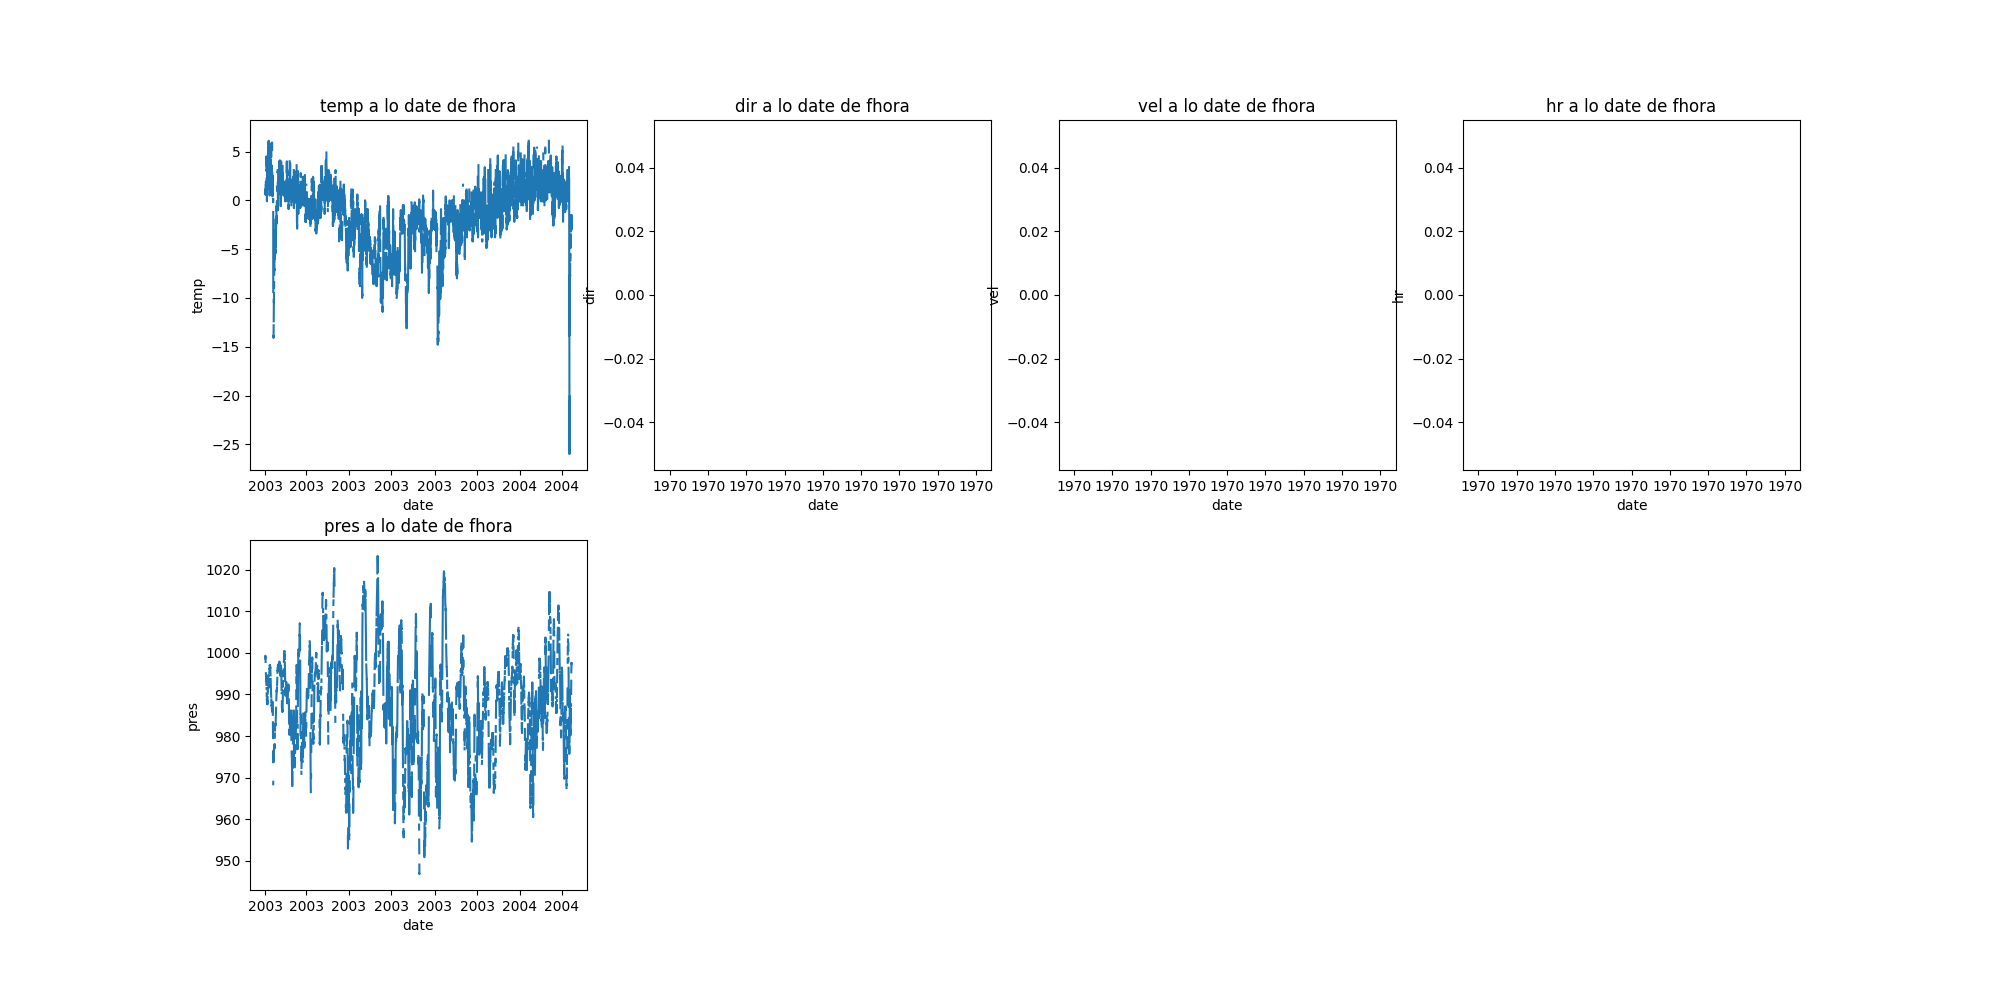 temp a lo date de fhora
dir a lo date de fhora
vel a lo date de fhora
hr a lo date de fhora
temp
5
0
−5
−10
−15
−20
−25
2003 2003 2003 2003 2003 2003 2004 2004
date
dir
0.04
0.02
0.00
−0.02
−0.04
1970 1970 1970 1970 1970 1970 1970 1970 1970
date
vel
0.04
0.02
0.00
−0.02
−0.04
1970 1970 1970 1970 1970 1970 1970 1970 1970
date
hr
0.04
0.02
0.00
−0.02
−0.04
1970 1970 1970 1970 1970 1970 1970 1970 1970
date
pres a lo date de fhora
pres
1020
1010
1000
990
980
970
960
950
2003 2003 2003 2003 2003 2003 2004 2004
date